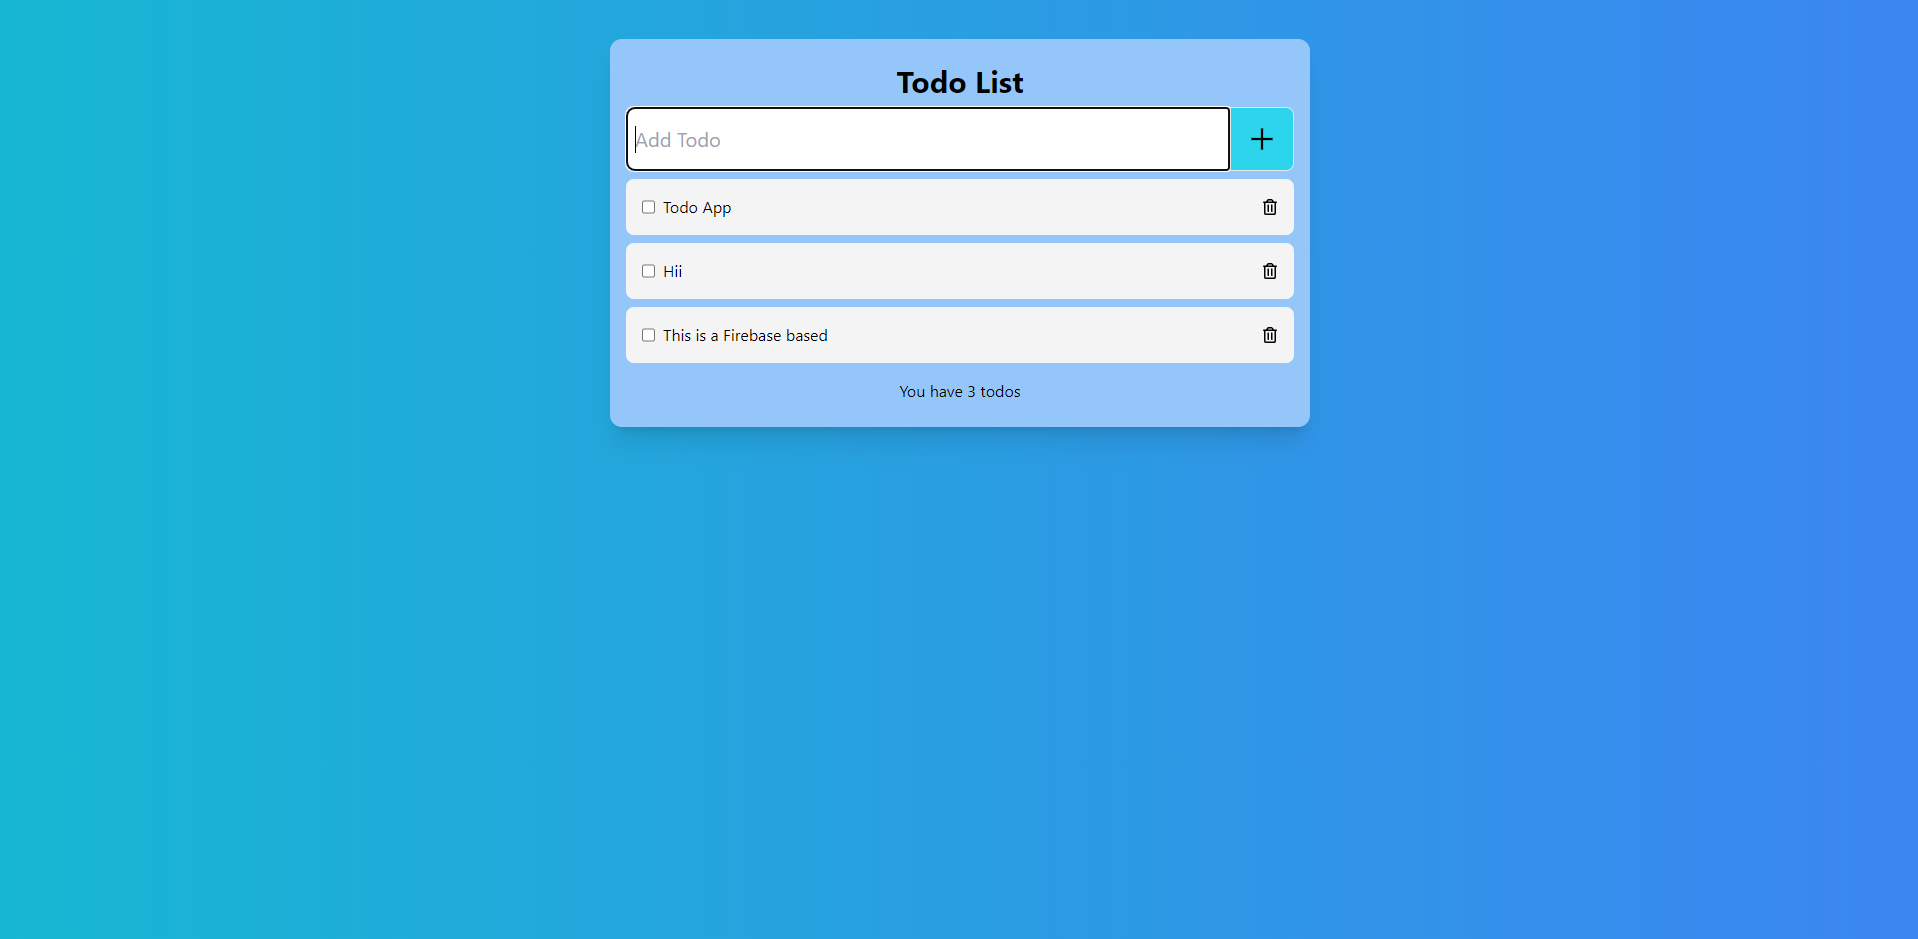 Todo List
Add Todo
Todo App
Hii
This is a Firebase based
You have 3 todos